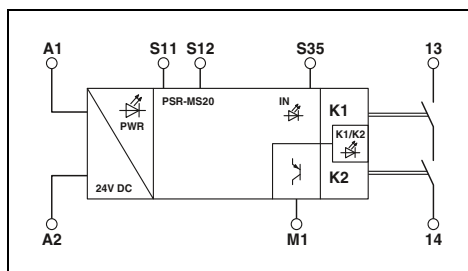 A1 S11 S12 S35 13
PSR-MS20 IN K1
PWR K1/K2
K2
24V DC
A2 M1 14